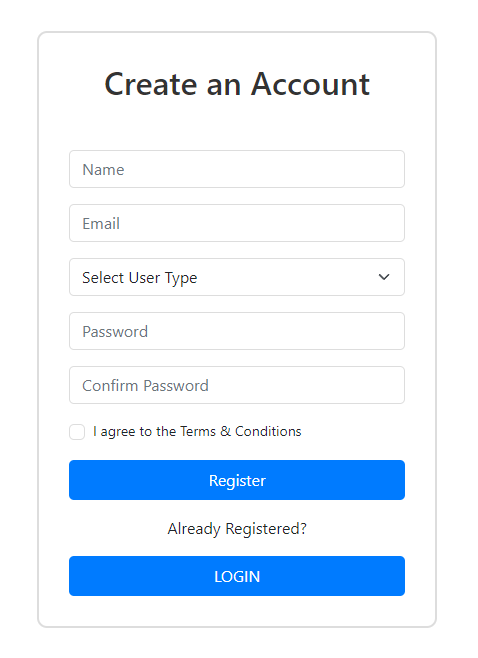 Create an Account
Name
Email
Select User Type
Password
Confirm Password
I agree to the Terms & Conditions
Register
Already Registered?
LOGIN